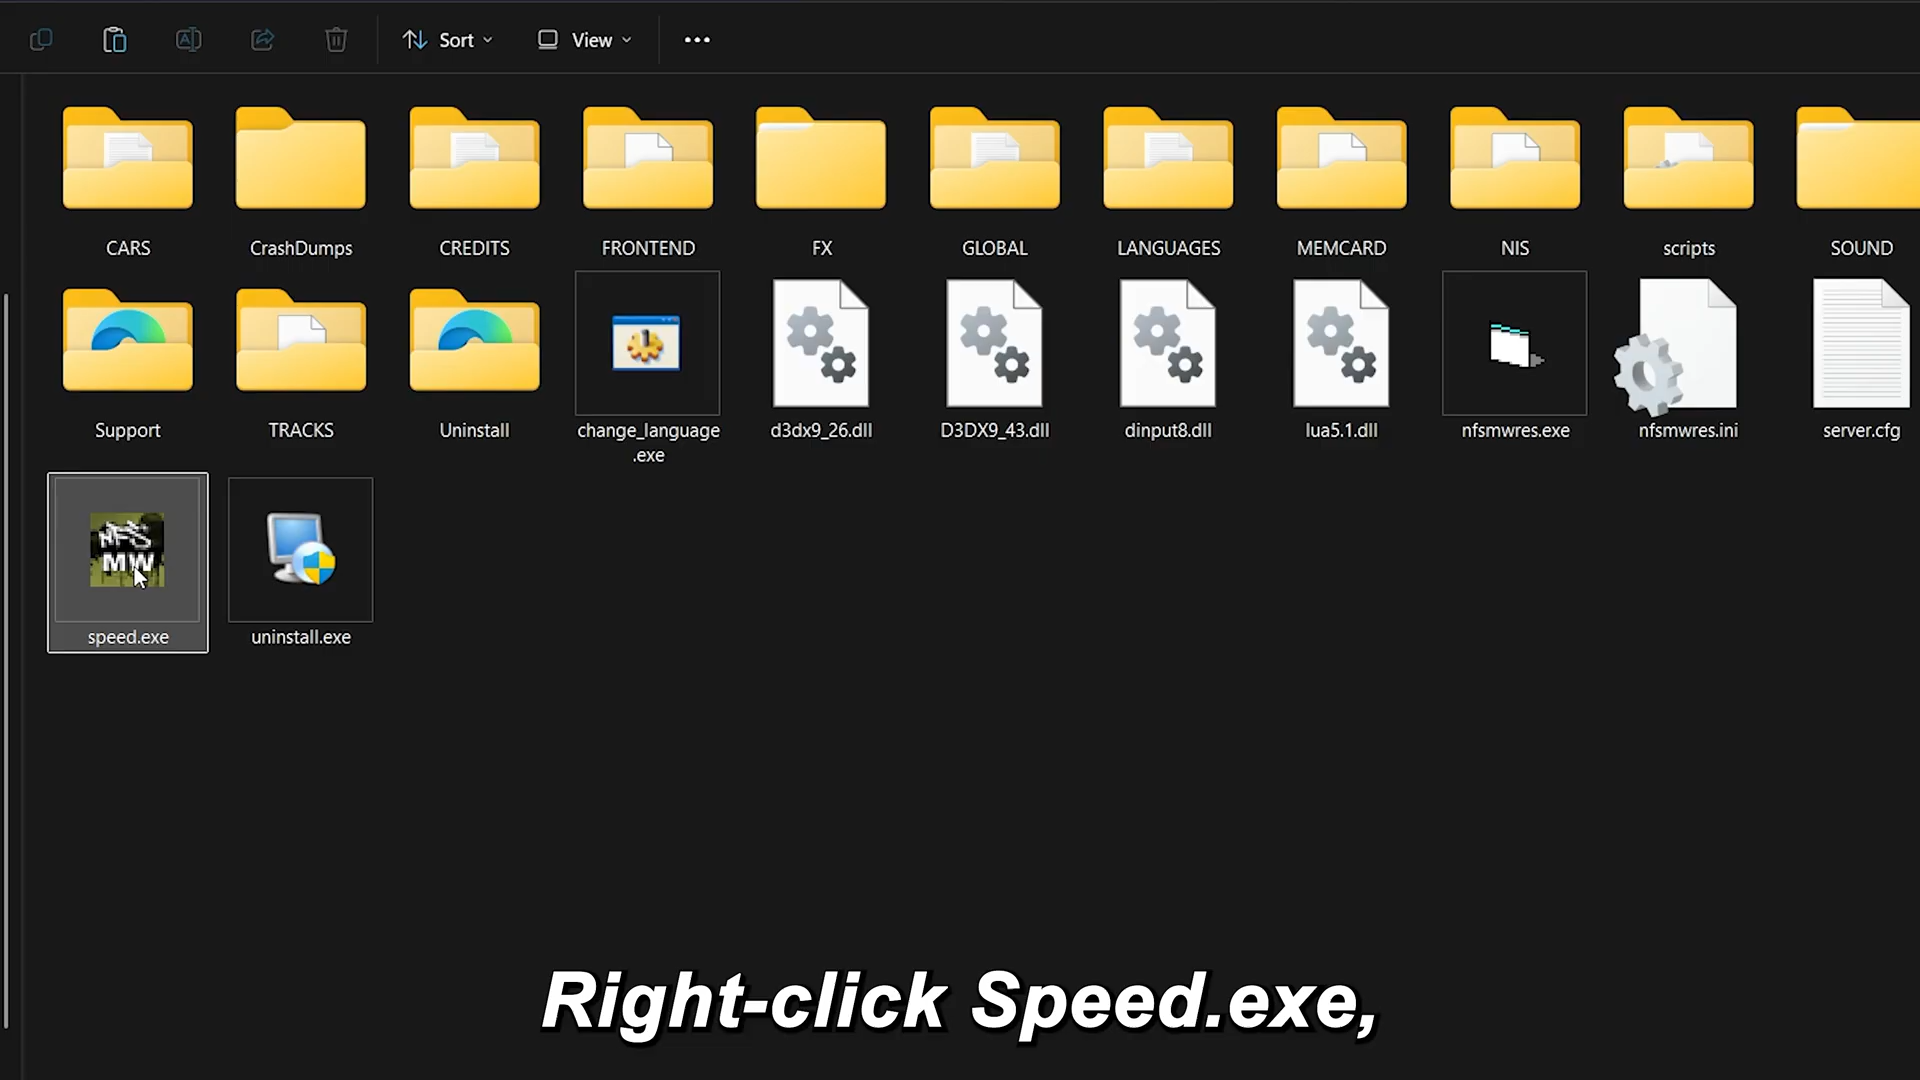 Sort
View
CARS
CrashDumps
CREDITS
FRONTEND
FX
GLOBAL
LANGUAGES
MEMCARD
NIS
scripts
SOUND
Support
TRACKS
Uninstall
change_language
.exe
d3dx9_26.dll
D3DX9_43.dll
dinput8.dll
lua5.1.dll
nfsmwres.exe
nfsmwres.ini
server.cfg
NFS
MW
speed.exe
uninstall.exe
Right-click Speed.exe,